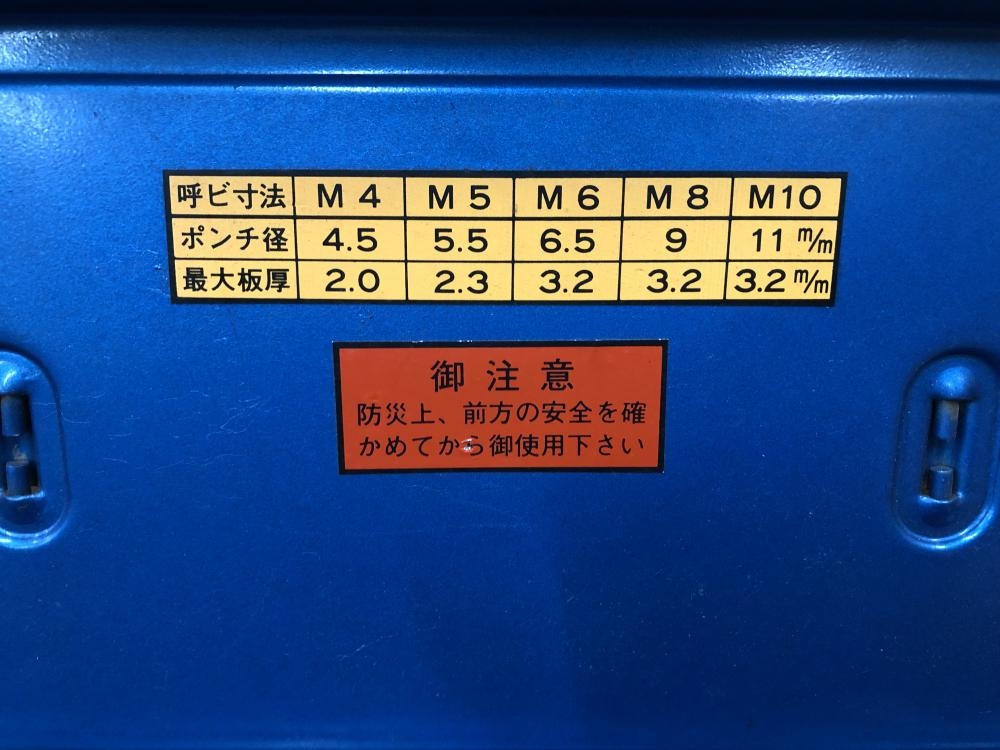 呼ビ寸法 M4 M5 M6 M8 M10
ポンチ径 4.5 5.5 6.5 9 11 m/m
最大板厚 2.0 2.3 3.2 3.2 3.2 m/m
御注意
防災上、前方の安全を確
かめてから御使用下さい